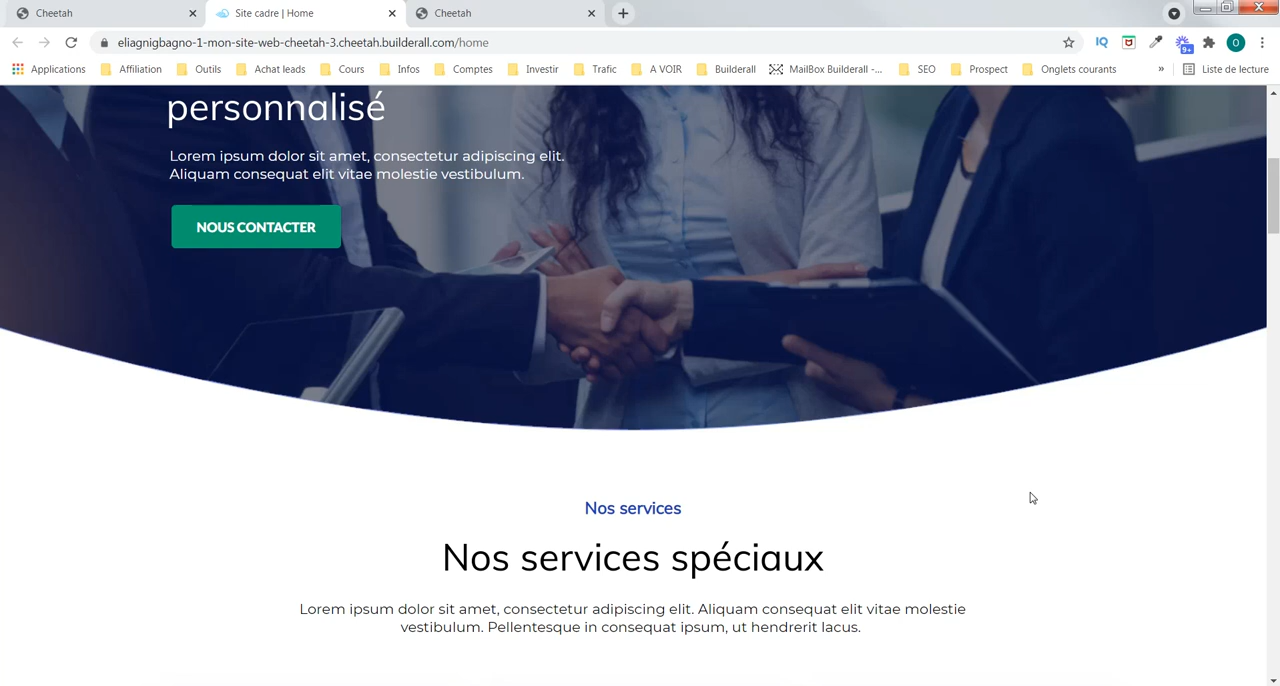 Cheetah
Site cadre | Home
Cheetah
eliagnigbagno-1-mon-site-web-cheetah-3.cheetah.builderall.com/home
IQ
9+
O
Applications
Affiliation
Outils
Achat leads
Cours
Infos
Comptes
Investir
Trafic
A VOIR
Builderall
MailBox Builderall -...
SEO
Prospect
Onglets courants
»
Liste de lecture
personnalisé
Lorem ipsum dolor sit amet, consectetur adipiscing elit.
Aliquam consequat elit vitae molestie vestibulum.
NOUS CONTACTER
Nos services
Nos services spéciaux
Lorem ipsum dolor sit amet, consectetur adipiscing elit. Aliquam consequat elit vitae molestie
vestibulum. Pellentesque in consequat ipsum, ut hendrerit lacus.